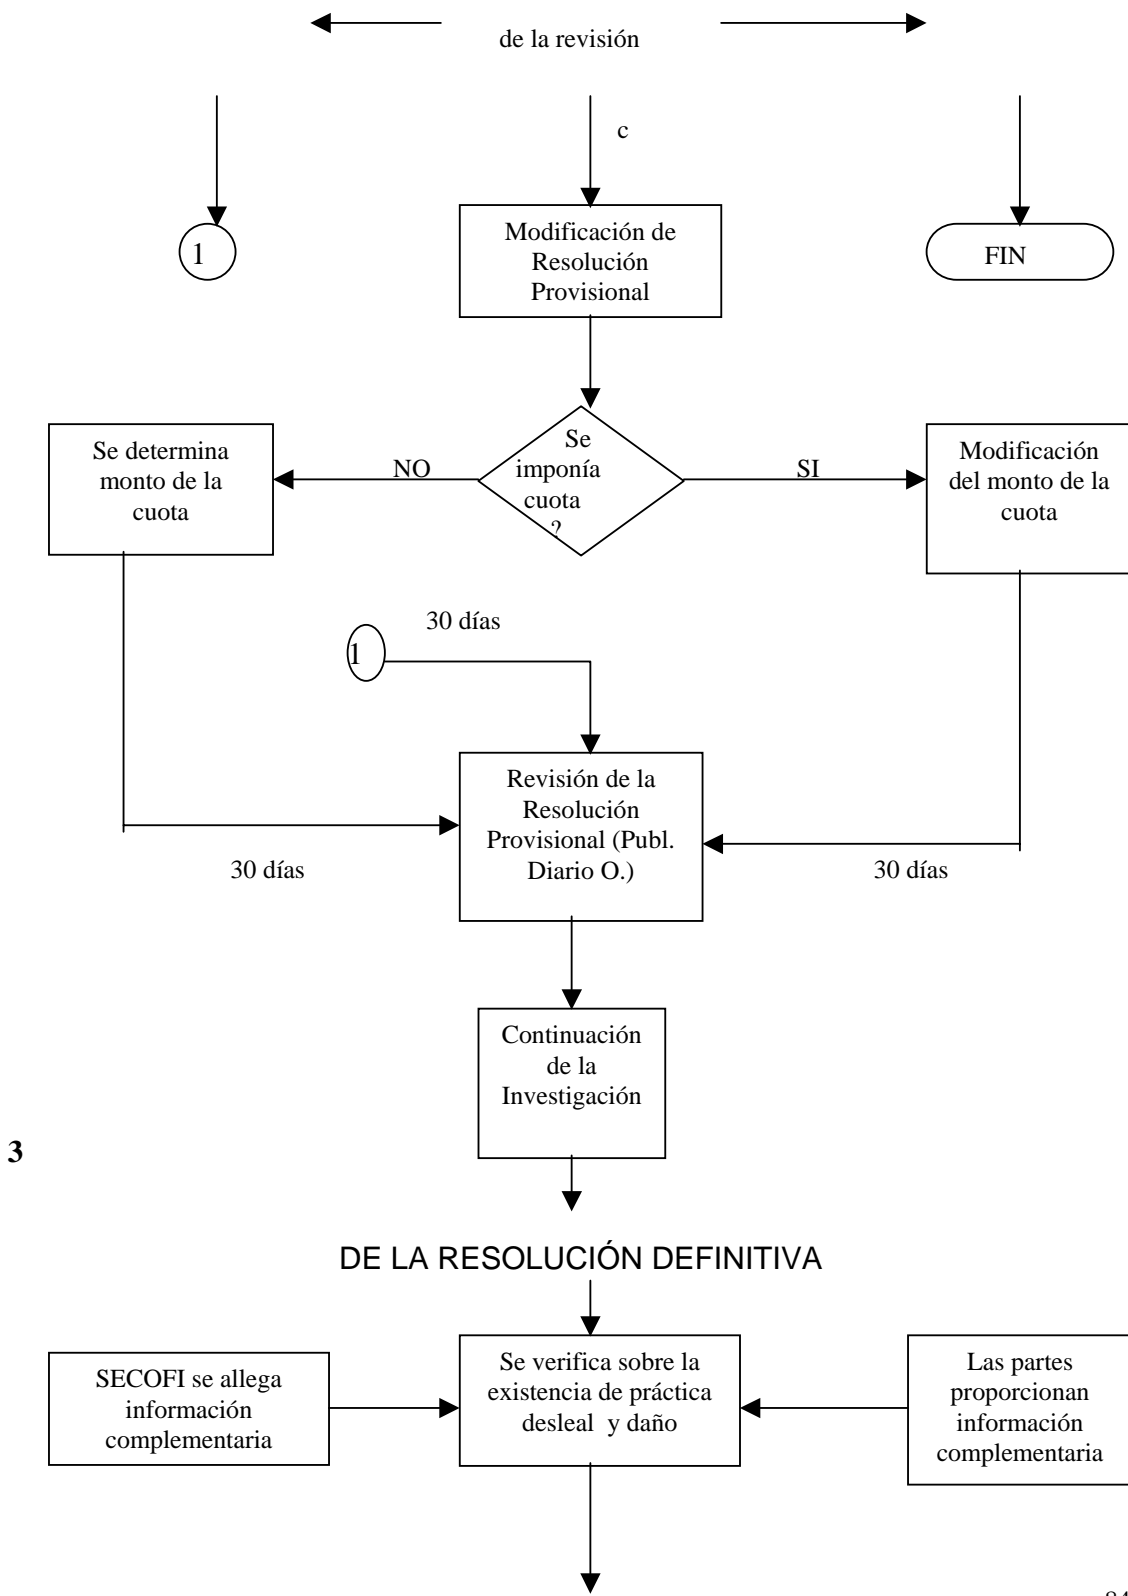 de la revisión
c
1
Modificación de
Resolución
Provisional
FIN
Se determina
monto de la
cuota
NO
Se
imponía
cuota
?
SI
Modificación
del monto de la
cuota
30 días
1
Revisión de la
Resolución
Provisional (Publ.
Diario O.)
30 días
30 días
Continuación
de la
Investigación
3
DE LA RESOLUCIÓN DEFINITIVA
SECOFI se allega
información
complementaria
Se verifica sobre la
existencia de práctica
desleal y daño
Las partes
proporcionan
información
complementaria
84